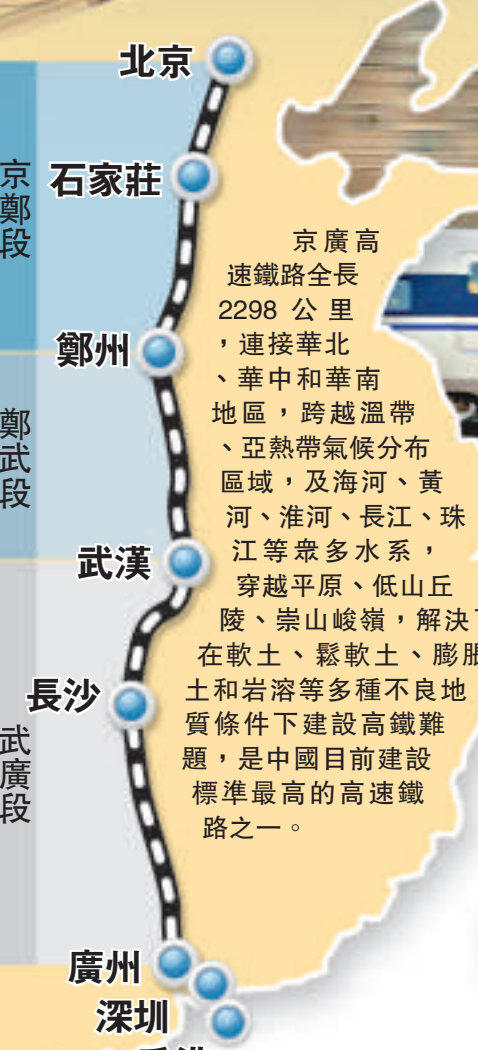 北京
石家莊
鄭州
武漢
長沙
廣州
深圳
京鄭段
鄭武段
武廣段
京廣高
速鐵路全長
2298 公里
，連接華北
、華中和華南
地區，跨越溫帶
、亞熱帶氣候分布
區域，及海河、黃
河、淮河、長江、珠
江等眾多水系，
穿越平原、低山丘
陵、崇山峻嶺，解決
在軟土、鬆軟土、膨脹
土和岩溶等多種不良地
質條件下建設高鐵難
題，是中國目前建設
標準最高的高速鐵
路之一。